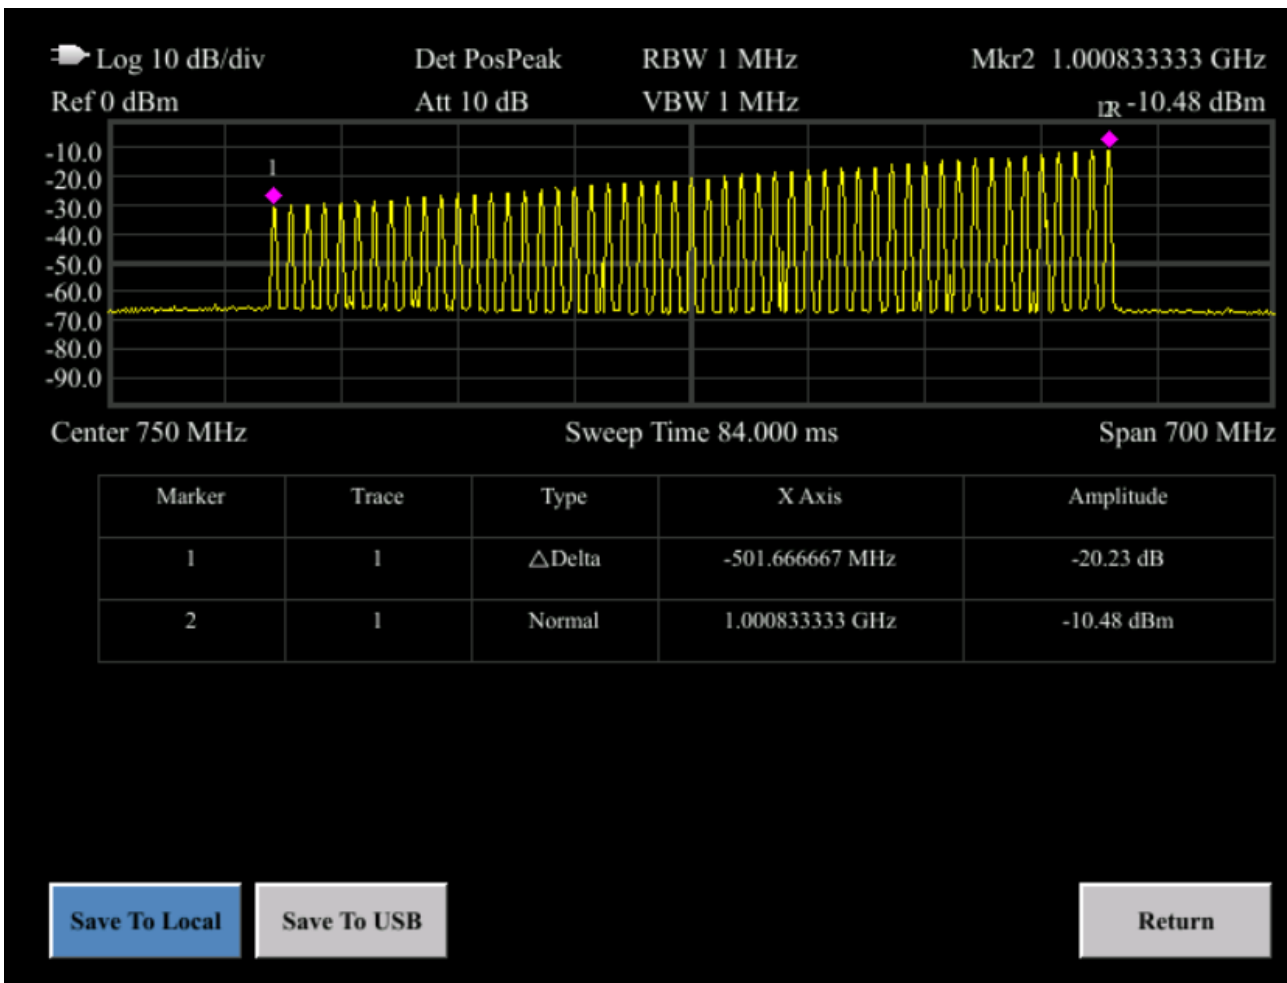 Log 10 dB/div Det PosPeak RBW 1 MHz Mkr2 1.000833333 GHz
Ref 0 dBm Att 10 dB VBW 1 MHz -10.48 dBm
1
-10.0
-20.0
-30.0
-40.0
-50.0
-60.0
-70.0
-80.0
-90.0
Center 750 MHz Sweep Time 84.000 ms Span 700 MHz
Marker Trace Type X Axis Amplitude
1 1 △Delta -501.666667 MHz -20.23 dB
2 1 Normal 1.000833333 GHz -10.48 dBm
Save To Local Save To USB Return